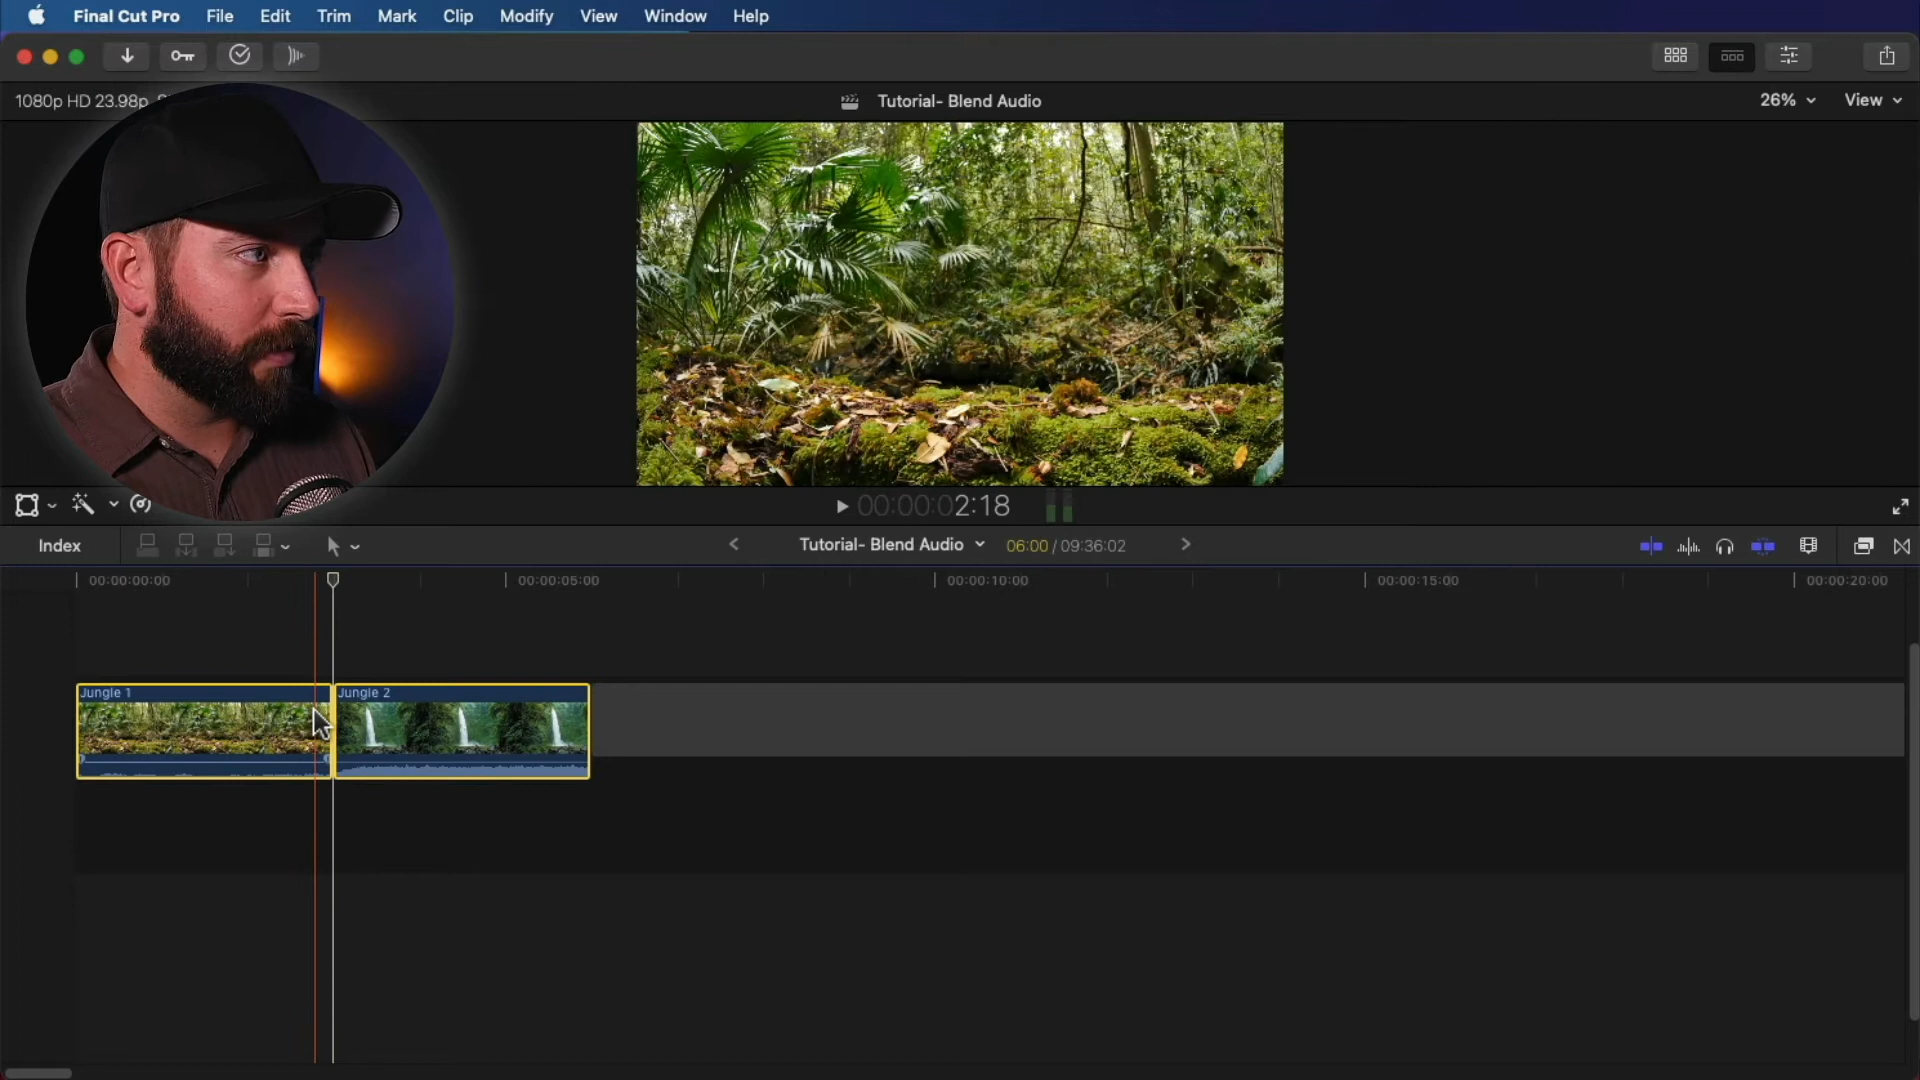 Final Cut Pro File Edit Trim Mark Clip Modify View Window Help
1080p HD 23.98p Tutorial- Blend Audio 26% View
00:00:02:18
Index Tutorial- Blend Audio 06:00 / 09:36:02
00:00:00:00 00:00:05:00 00:00:10:00 00:00:15:00 00:00:20:00
Jungle 1 Jungle 2